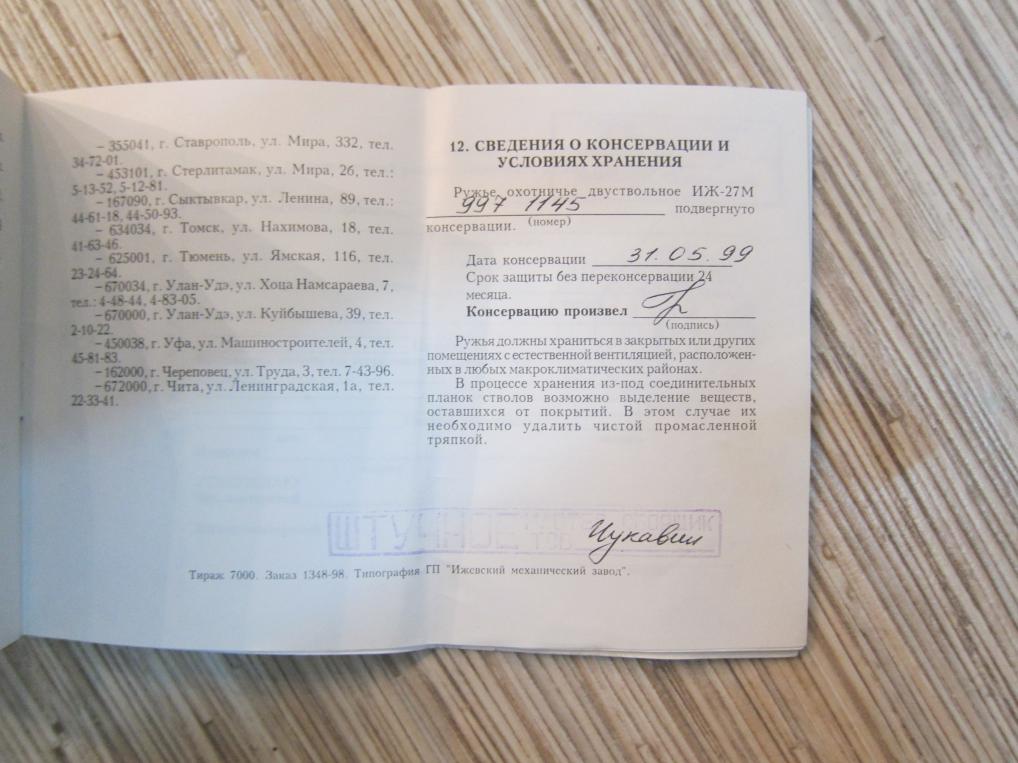 – 355041, г. Ставрополь, ул. Мира, 332, тел.
34-72-01.
– 453101, г. Стерлитамак, ул. Мира, 26, тел.:
5-13-52, 5-12-81.
– 167090, г. Сыктывкар, ул. Ленина, 89, тел.:
44-61-18, 44-50-93.
– 634034, г. Томск, ул. Нахимова, 18, тел.
41-63-46.
– 625001, г. Тюмень, ул. Ямская, 116, тел.
23-24-64.
–670034, г. Улан-Удэ, ул. Хоца Намсараева, 7,
тел.: 4-48-44, 4-83-05.
–670000, г. Улан-Удэ, ул. Куйбышева, 39, тел.
2-10-22.
–450038, г. Уфа, ул. Машиностроителей, 4, тел.
45-81-83.
–162000, г. Череповец, ул. Труда, 3, тел. 7-43-96.
–672000, г. Чита, ул. Ленинградская, 1а, тел.
22-33-41.
12. СВЕДЕНИЯ О КОНСЕРВАЦИИ И
УСЛОВИЯХ ХРАНЕНИЯ
Ружье охотничье двуствольное ИЖ-27М
997 1145 подвергнуто
(номер)
консервации.
Дата консервации 31.05.99
Срок защиты без переконсервации 24
месяца.
Консервацию произвел
(подпись)
Ружья должны храниться в закрытых или других
помещениях с естественной вентиляцией, расположен-
ных в любых макроклиматических районах.
В процессе хранения из-под соединительных
планок стволов возможно выделение веществ,
оставшихся от покрытий. В этом случае их
необходимо удалить чистой промасленной
тряпкой.
Тираж 7000. Заказ 1348-98. Типография ГП "Ижевский механический завод".